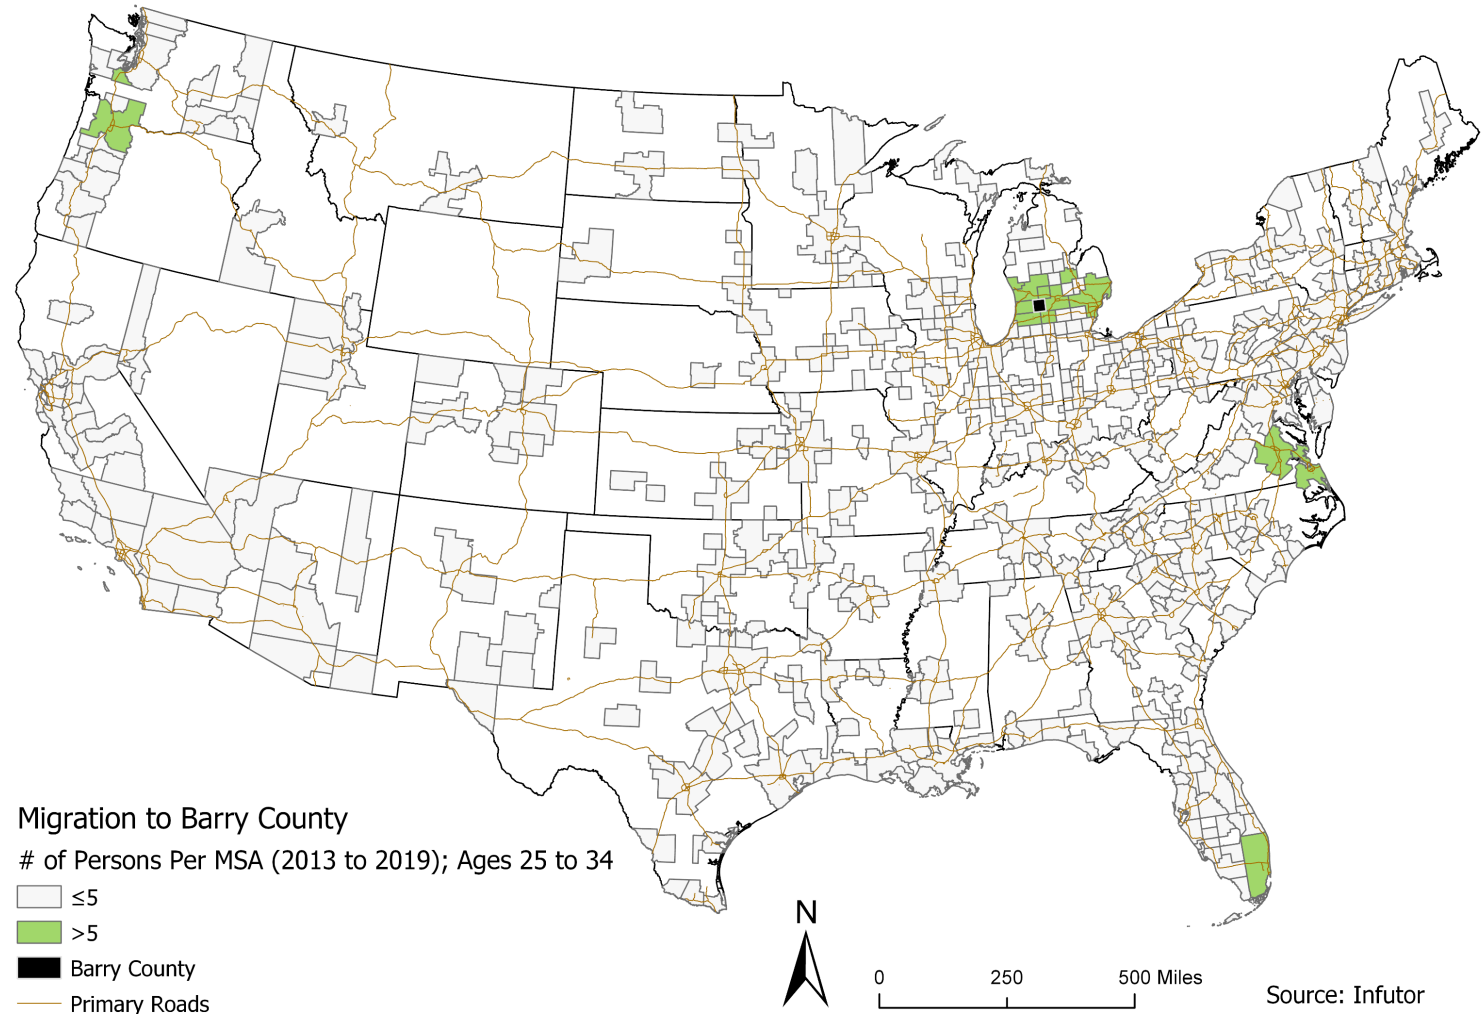 Migration to Barry County
# of Persons Per MSA (2013 to 2019); Ages 25 to 34
≤5
>5
Barry County
Primary Roads
N
0 250 500 Miles
Source: Infutor